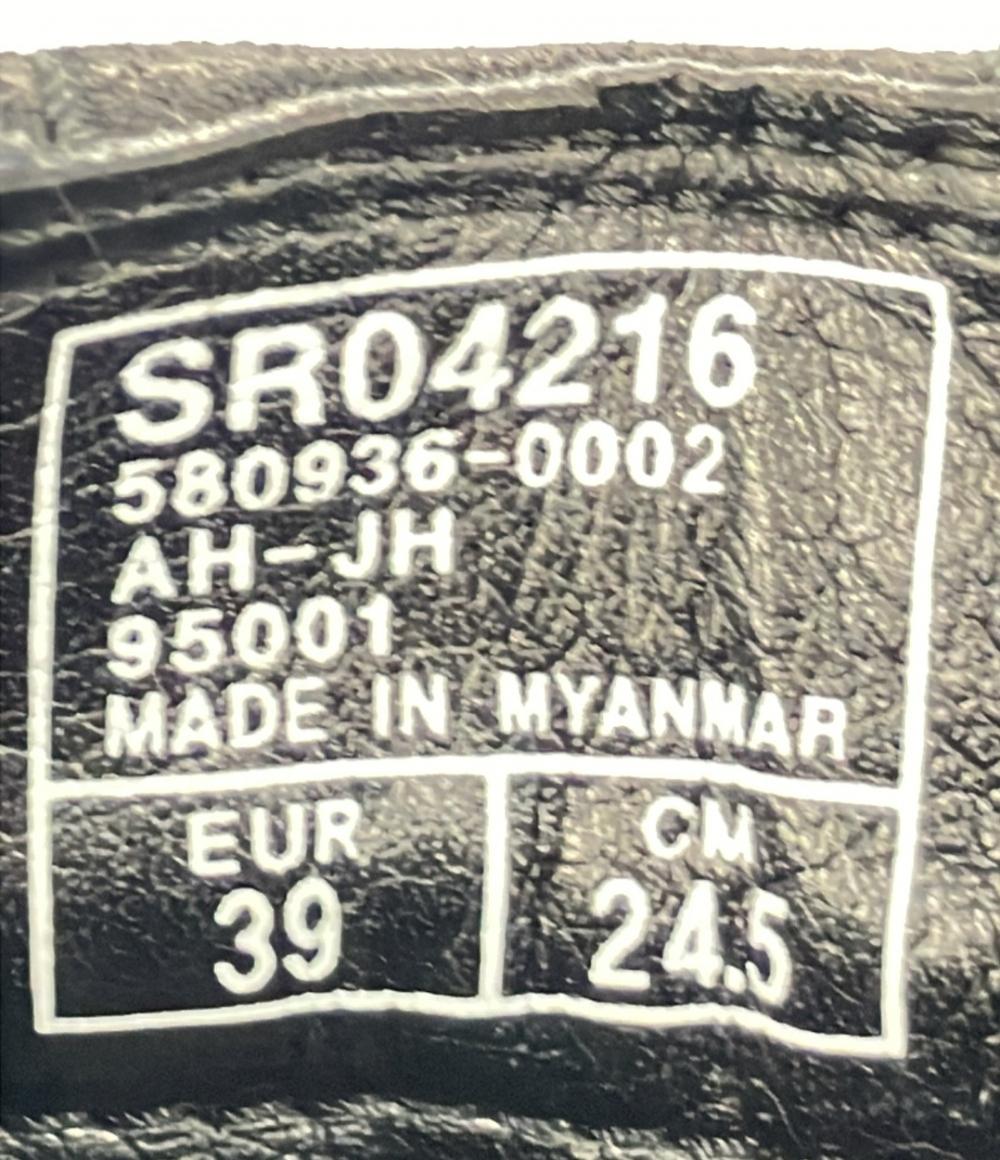 SR04216
580936-0002
AH-JH
95001
MADE IN MYANMAR
EUR
39
CM
24.5